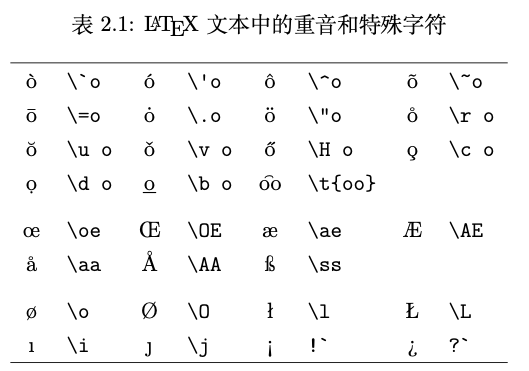 表 2.1: LATEX 文本中的重音和特殊字符
ò \`o ó \'o ô \^o õ \~o
ō \=o ȯ \.o ö \"o o̊ \r o
ŏ \u o ǒ \v o ő \H o o̧ \c o
ọ \d o o̲ \b o o͡o \t{oo}
œ \oe Œ \OE æ \ae Æ \AE
å \aa Å \AA ß \ss
ø \o Ø \O ł \l Ł \L
ı \i ȷ \j ¡ !` ¿ ?`